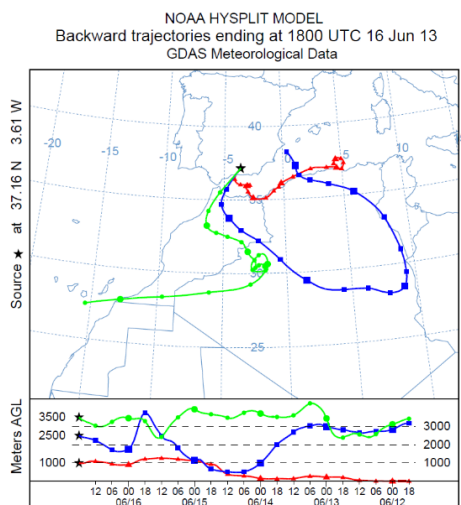 NOAA HYSPLIT MODEL
Backward trajectories ending at 1800 UTC 16 Jun 13
GDAS Meteorological Data
Source ★ at 37.16 N 3.61 W
-20
-15
-10
-5
0
5
10
40
35
30
25
Meters AGL
3500
2500
1000
3000
2000
1000
12 06 00 18 12 06 00 18 12 06 00 18 12 06 00 18 12 06 00 18
06/16 06/15 06/14 06/13 06/12